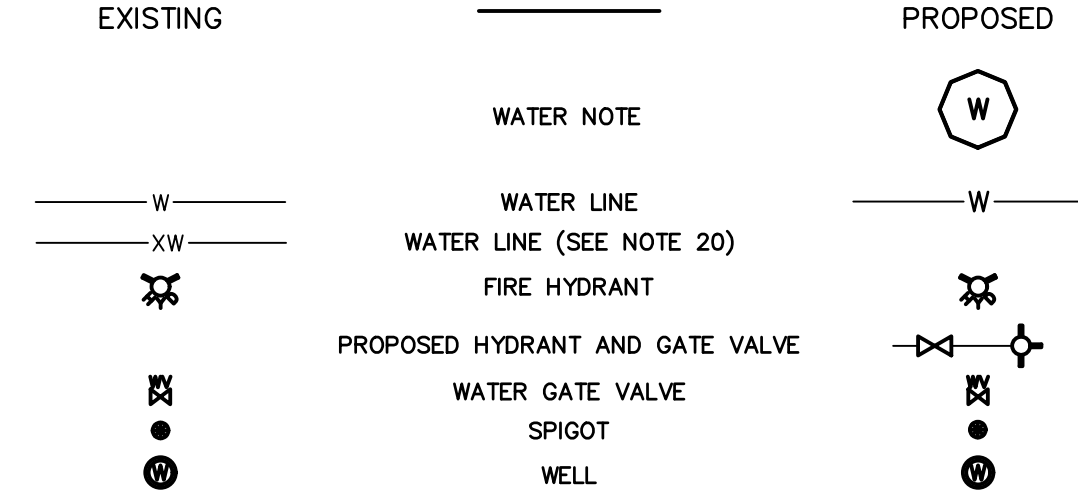 EXISTING PROPOSED
WATER NOTE W
W WATER LINE W
XW WATER LINE (SEE NOTE 20)
FIRE HYDRANT
PROPOSED HYDRANT AND GATE VALVE
WV WATER GATE VALVE WV
SPIGOT
W WELL W